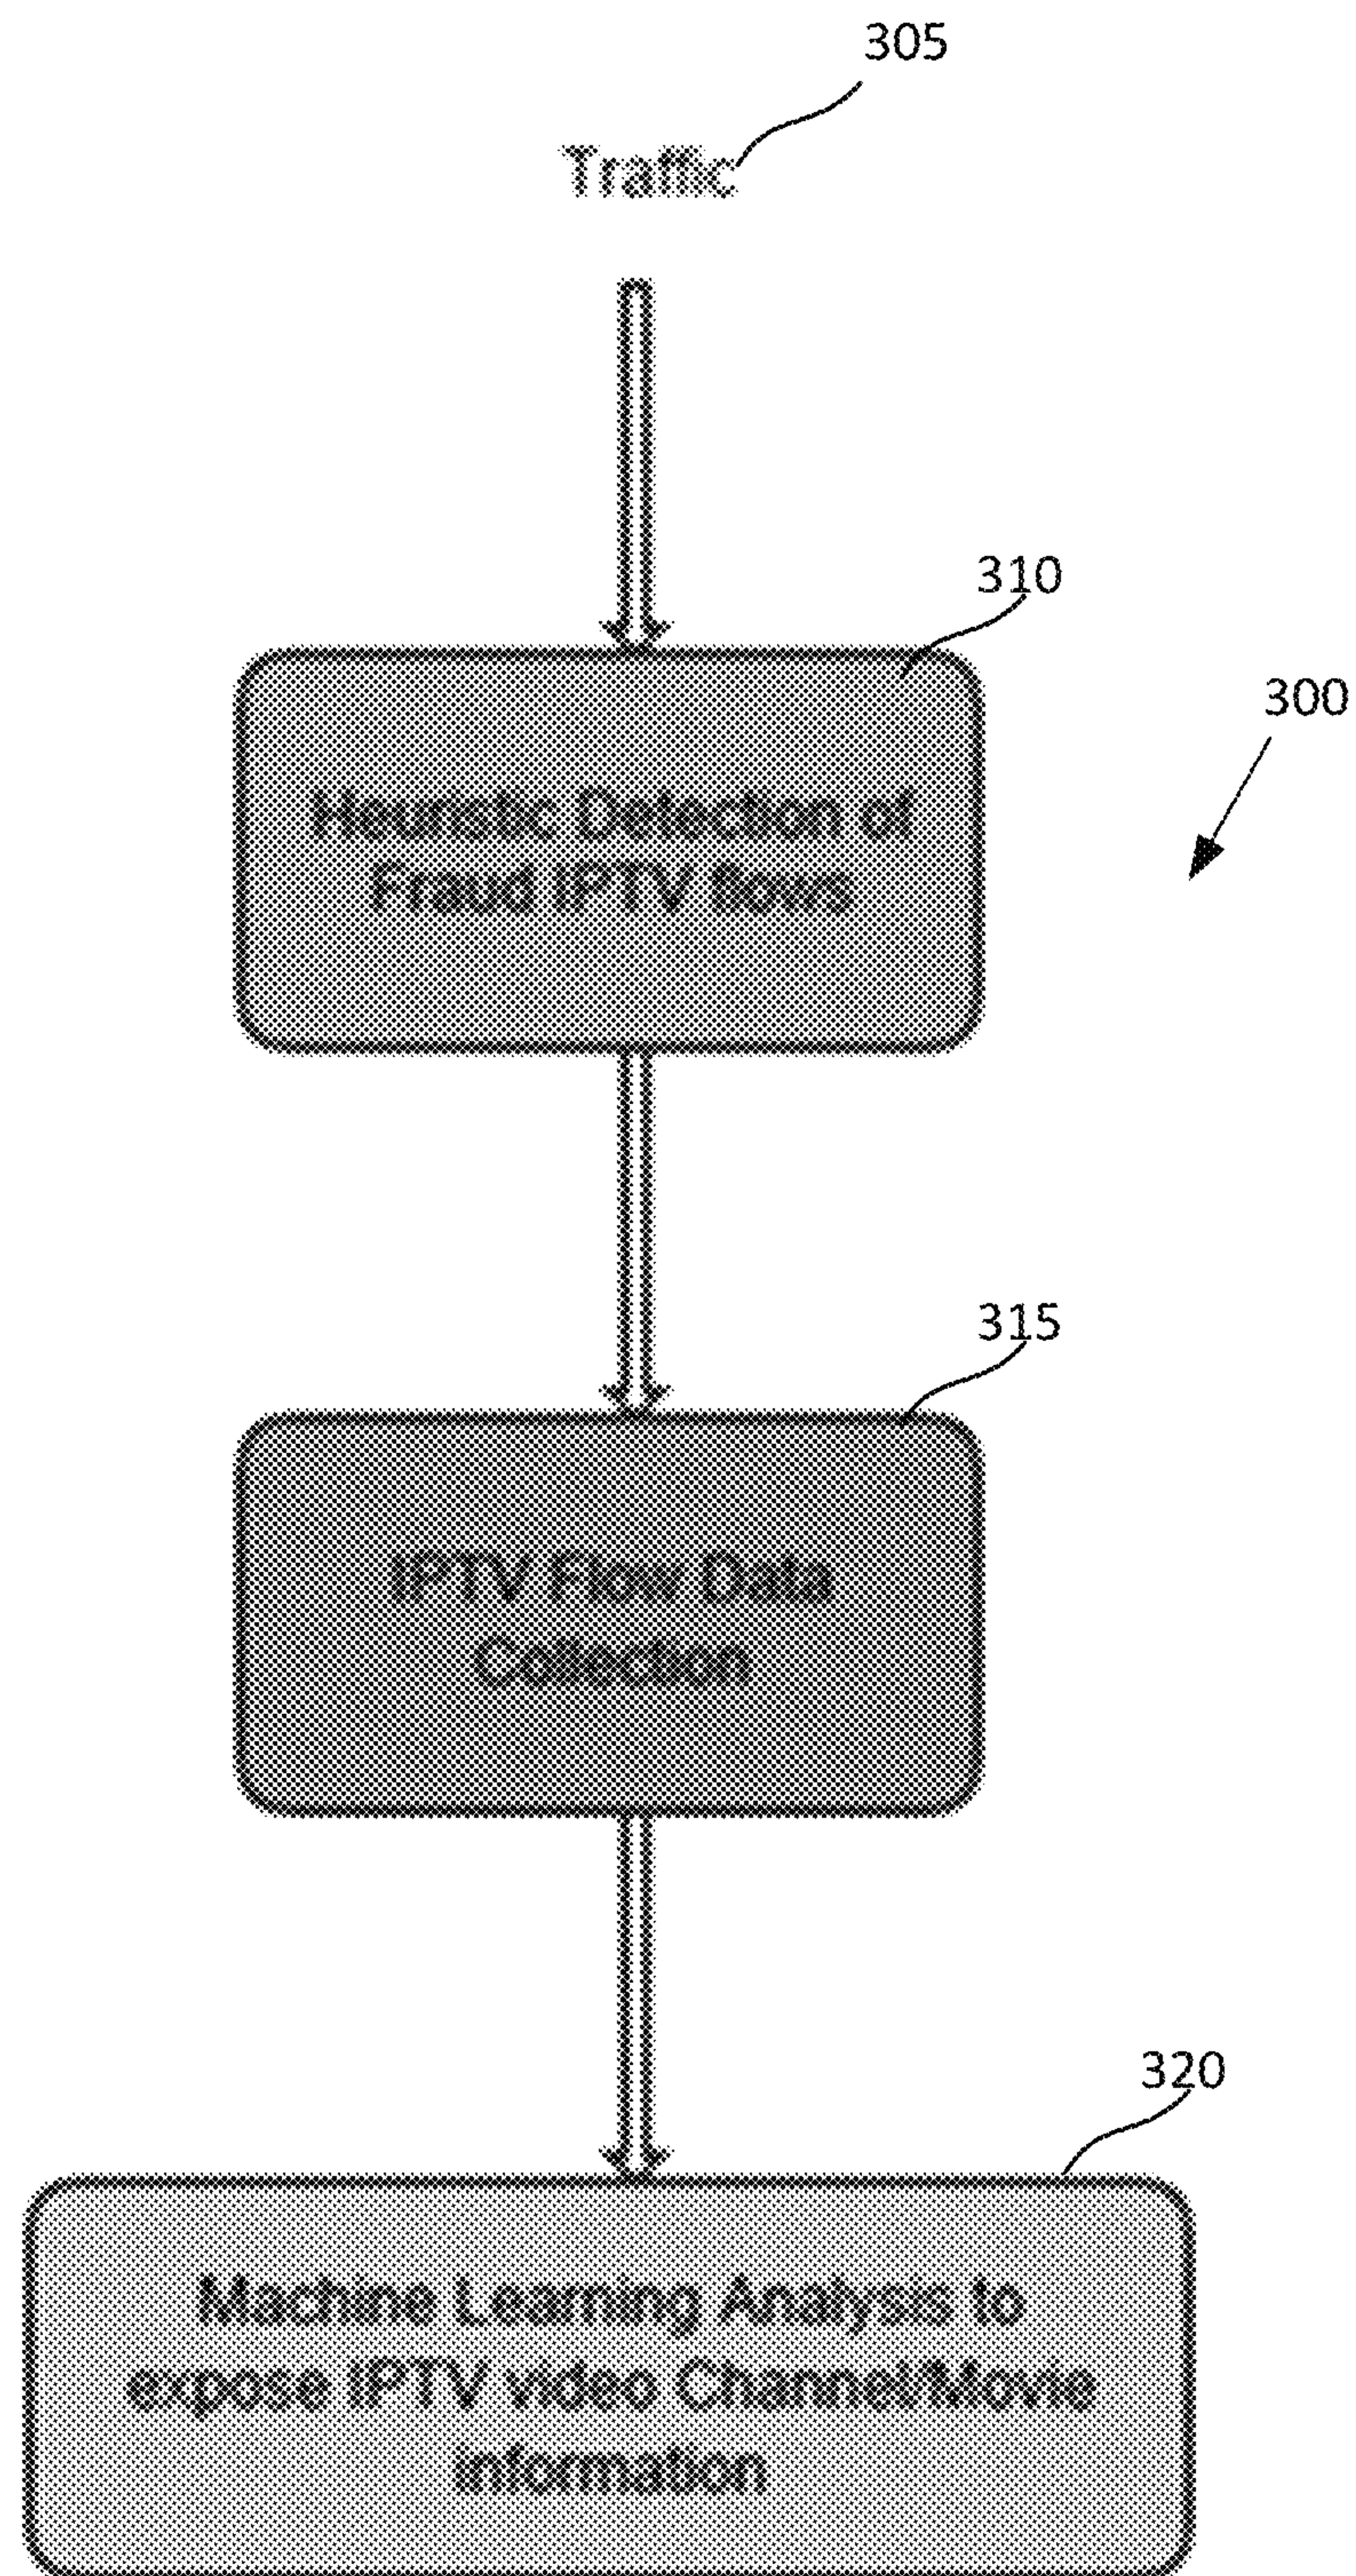 305
Traffic
310
300
Heuristic Detection of
Fraud IPTV flows
315
IPTV Flow Data
Collection
320
Machine Learning Analysis to
expose IPTV video Channel/Movie
information